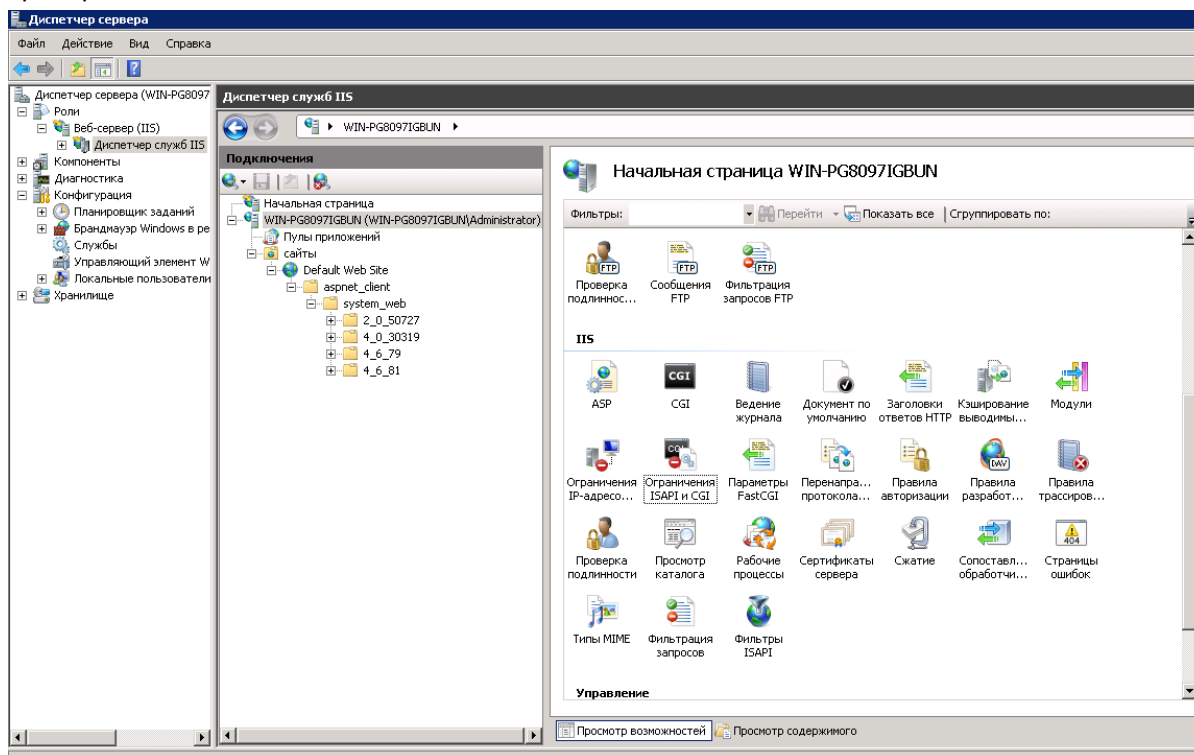 Диспетчер сервера
Файл Действие Вид Справка
Диспетчер сервера (WIN-PG8097
Роли
Веб-сервер (IIS)
Диспетчер служб IIS
Компоненты
Диагностика
Конфигурация
Планировщик заданий
Брандмауэр Windows в ре
Службы
Управляющий элемент W
Локальные пользователи
Хранилище
Диспетчер служб IIS
WIN-PG8097IGBUN
Подключения
Начальная страница
WIN-PG8097IGBUN (WIN-PG8097IGBUN\Administrator)
Пулы приложений
сайты
Default Web Site
aspnet_client
system_web
2_0_50727
4_0_30319
4_6_79
4_6_81
Начальная страница WIN-PG8097IGBUN
Фильтры: Перейти Показать все Сгруппировать по:
FTP FTP FTP
Проверка Сообщения Фильтрация
подлиннос... FTP запросов FTP
IIS
CGI
ASP CGI Ведение Документ по Заголовки Кэширование Модули
журнала умолчанию ответов HTTP выводимы...
DAV
Ограничения Ограничения Параметры Перенапра... Правила Правила Правила
IP-адресо... ISAPI и CGI FastCGI протокола... авторизации разработ... трассиров...
404
Проверка Просмотр Рабочие Сертификаты Сжатие Сопоставл... Страницы
подлинности каталога процессы сервера обработчи... ошибок
Типы MIME Фильтрация Фильтры
запросов ISAPI
Управление
Просмотр возможностей Просмотр содержимого